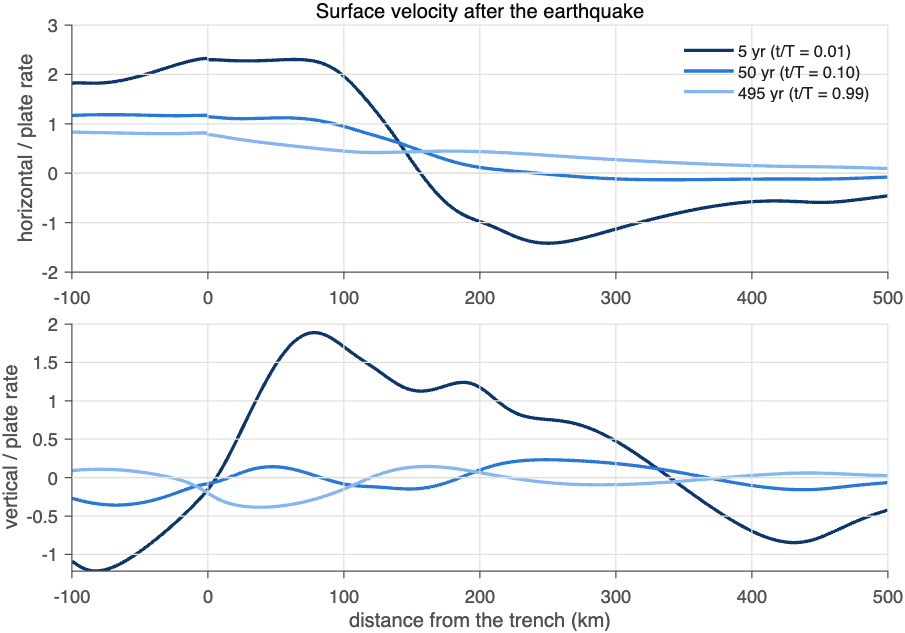 Surface velocity after the earthquake
horizontal / plate rate
3
2
1
0
-1
-2
5 yr (t/T = 0.01)
50 yr (t/T = 0.10)
495 yr (t/T = 0.99)
-100 0 100 200 300 400 500
vertical / plate rate
2
1.5
1
0.5
0
-0.5
-1
-100 0 100 200 300 400 500
distance from the trench (km)